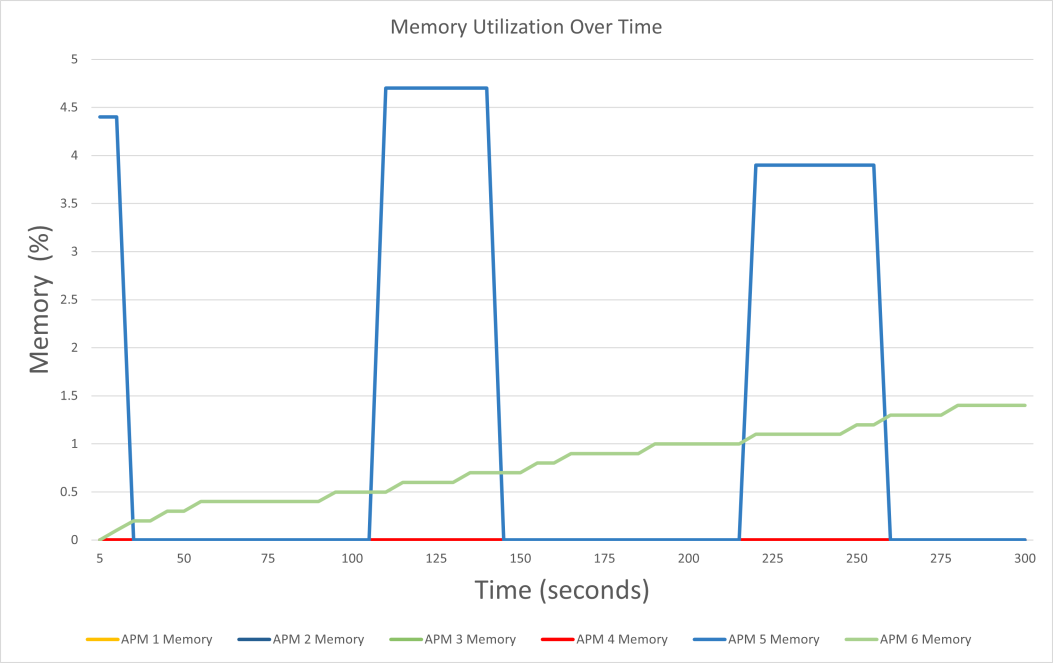 Memory Utilization Over Time
5
4.5
4
3.5
3
2.5
2
1.5
1
0.5
0
Memory (%)
5 50 75 100 125 150 175 200 225 250 275 300
Time (seconds)
APM 1 Memory APM 2 Memory APM 3 Memory APM 4 Memory APM 5 Memory APM 6 Memory